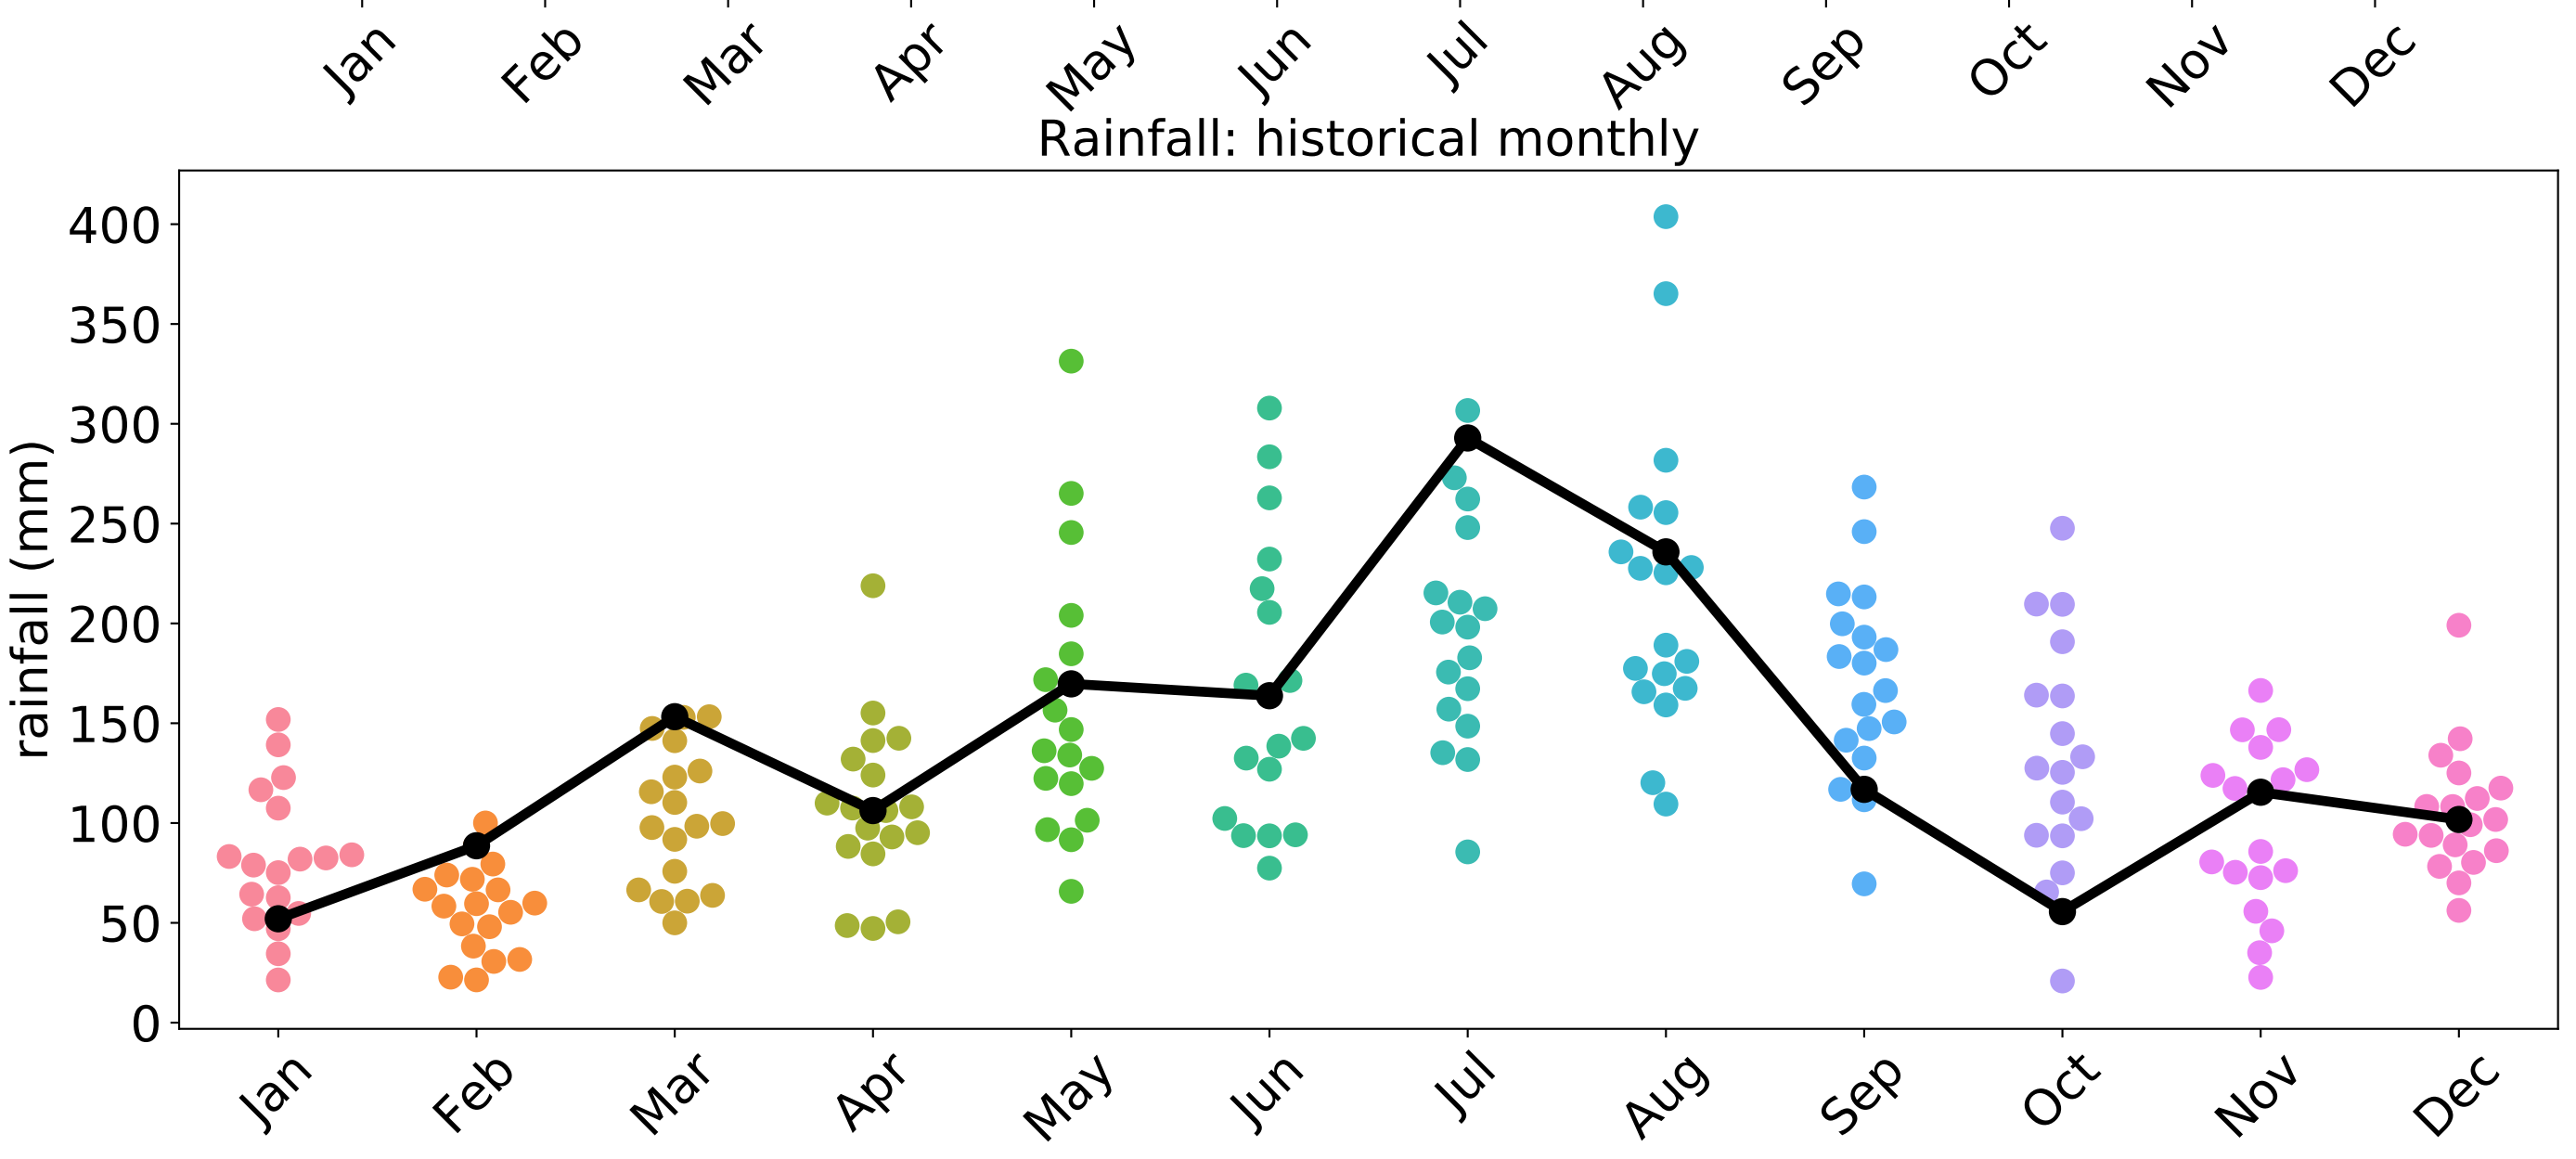 Jan Feb Mar Apr May Jun Jul Aug Sep Oct Nov Dec
Rainfall: historical monthly
rainfall (mm)
400
350
300
250
200
150
100
50
0
Jan Feb Mar Apr May Jun Jul Aug Sep Oct Nov Dec